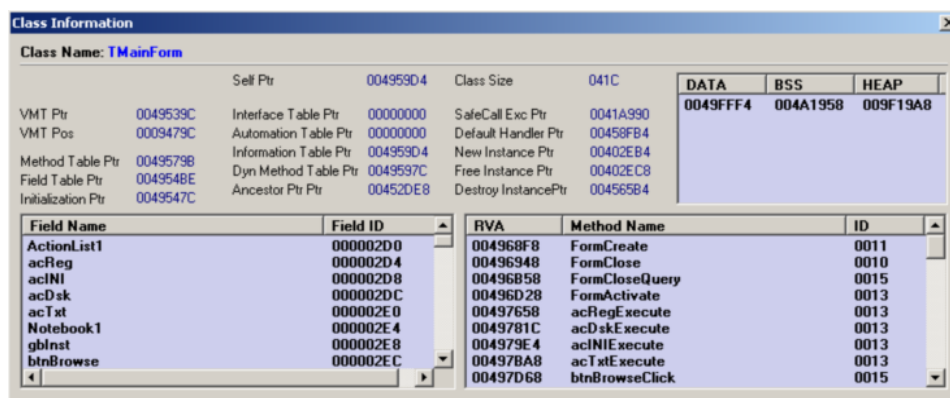 Class Information
Class Name: TMainForm
Self Ptr 004959D4 Class Size 041C
VMT Ptr 0049539C Interface Table Ptr 00000000 SafeCall Exc Ptr 0041A990
VMT Pos 0009479C Automation Table Ptr 00000000 Default Handler Ptr 00458FB4
Method Table Ptr 0049579B Information Table Ptr 004959D4 New Instance Ptr 00402EB4
Field Table Ptr 004954BE Dyn Method Table Ptr 0049597C Free Instance Ptr 00402EC8
Initialization Ptr 0049547C Ancestor Ptr Ptr 00452DE8 Destroy InstancePtr 004565B4
DATA BSS HEAP
0049FFF4 004A1958 009F19A8
Field Name Field ID
ActionList1 000002D0
acReg 000002D4
acINI 000002D8
acDsk 000002DC
acTxt 000002E0
Notebook1 000002E4
gbInst 000002E8
btnBrowse 000002EC
RVA Method Name ID
004968F8 FormCreate 0011
00496948 FormClose 0010
00496B58 FormCloseQuery 0015
00496D28 FormActivate 0013
00497658 acRegExecute 0013
0049781C acDskExecute 0013
004979E4 acINIExecute 0013
00497BA8 acTxtExecute 0013
00497D68 btnBrowseClick 0015